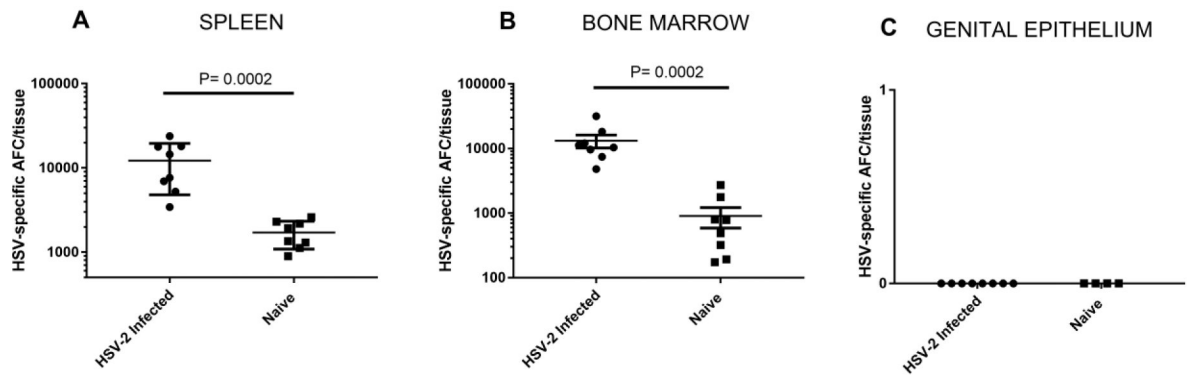 A SPLEEN
P= 0.0002
HSV-specific AFC/tissue
100000
10000
1000
HSV-2 Infected
Naive
B BONE MARROW
P= 0.0002
HSV-specific AFC/tissue
100000
10000
1000
100
HSV-2 Infected
Naive
C GENITAL EPITHELIUM
HSV-specific AFC/tissue
1
0
HSV-2 Infected
Naive